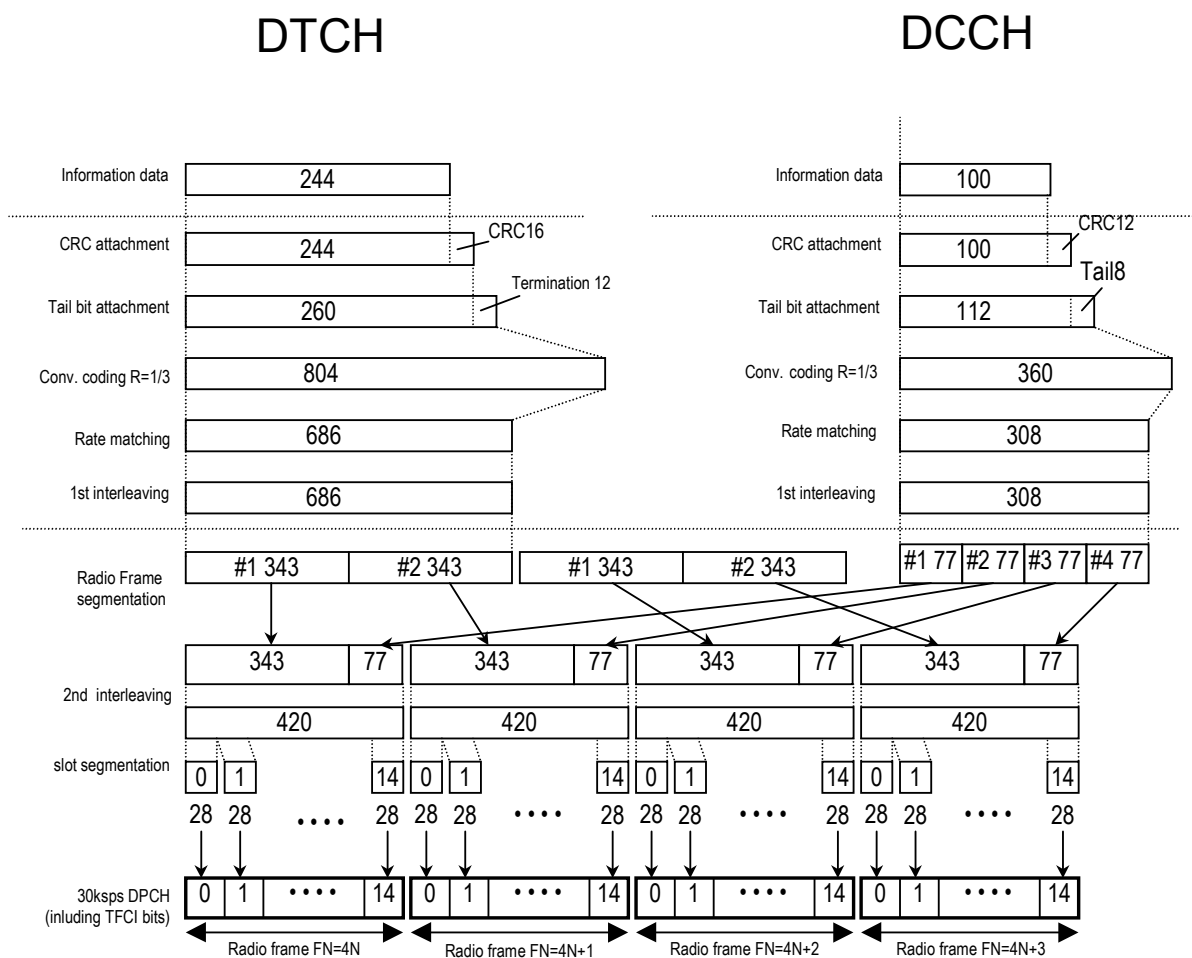 DTCH DCCH
Information data 244 Information data 100
CRC attachment 244 CRC16 CRC attachment 100 CRC12
Tail bit attachment 260 Termination 12 Tail bit attachment 112 Tail8
Conv. coding R=1/3 804 Conv. coding R=1/3 360
Rate matching 686 Rate matching 308
1st interleaving 686 1st interleaving 308
Radio Frame
segmentation
#1 343 #2 343 #1 343 #2 343 #1 77 #2 77 #3 77 #4 77
343 77 343 77 343 77 343 77
2nd interleaving
420 420 420 420
slot segmentation
0 1 14 0 1 14 0 1 14 0 1 14
28 28 •••• 28 28 28 •••• 28 28 28 •••• 28 28 28 •••• 28
30ksps DPCH
(inluding TFCI bits)
0 1 •••• 14 0 1 •••• 14 0 1 •••• 14 0 1 •••• 14
Radio frame FN=4N Radio frame FN=4N+1 Radio frame FN=4N+2 Radio frame FN=4N+3